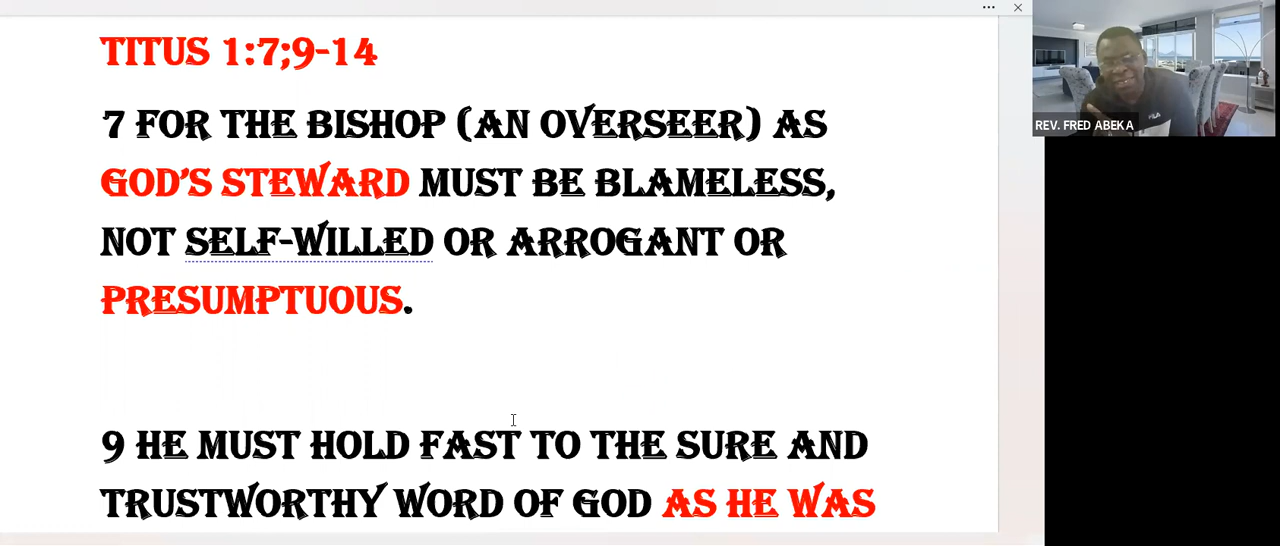 TITUS 1:7;9-14
7 FOR THE BISHOP (AN OVERSEER) AS
GOD'S STEWARD MUST BE BLAMELESS,
NOT SELF-WILLED OR ARROGANT OR
PRESUMPTUOUS.
9 HE MUST HOLD FAST TO THE SURE AND
TRUSTWORTHY WORD OF GOD AS HE WAS
REV. FRED ABEKA
FILA